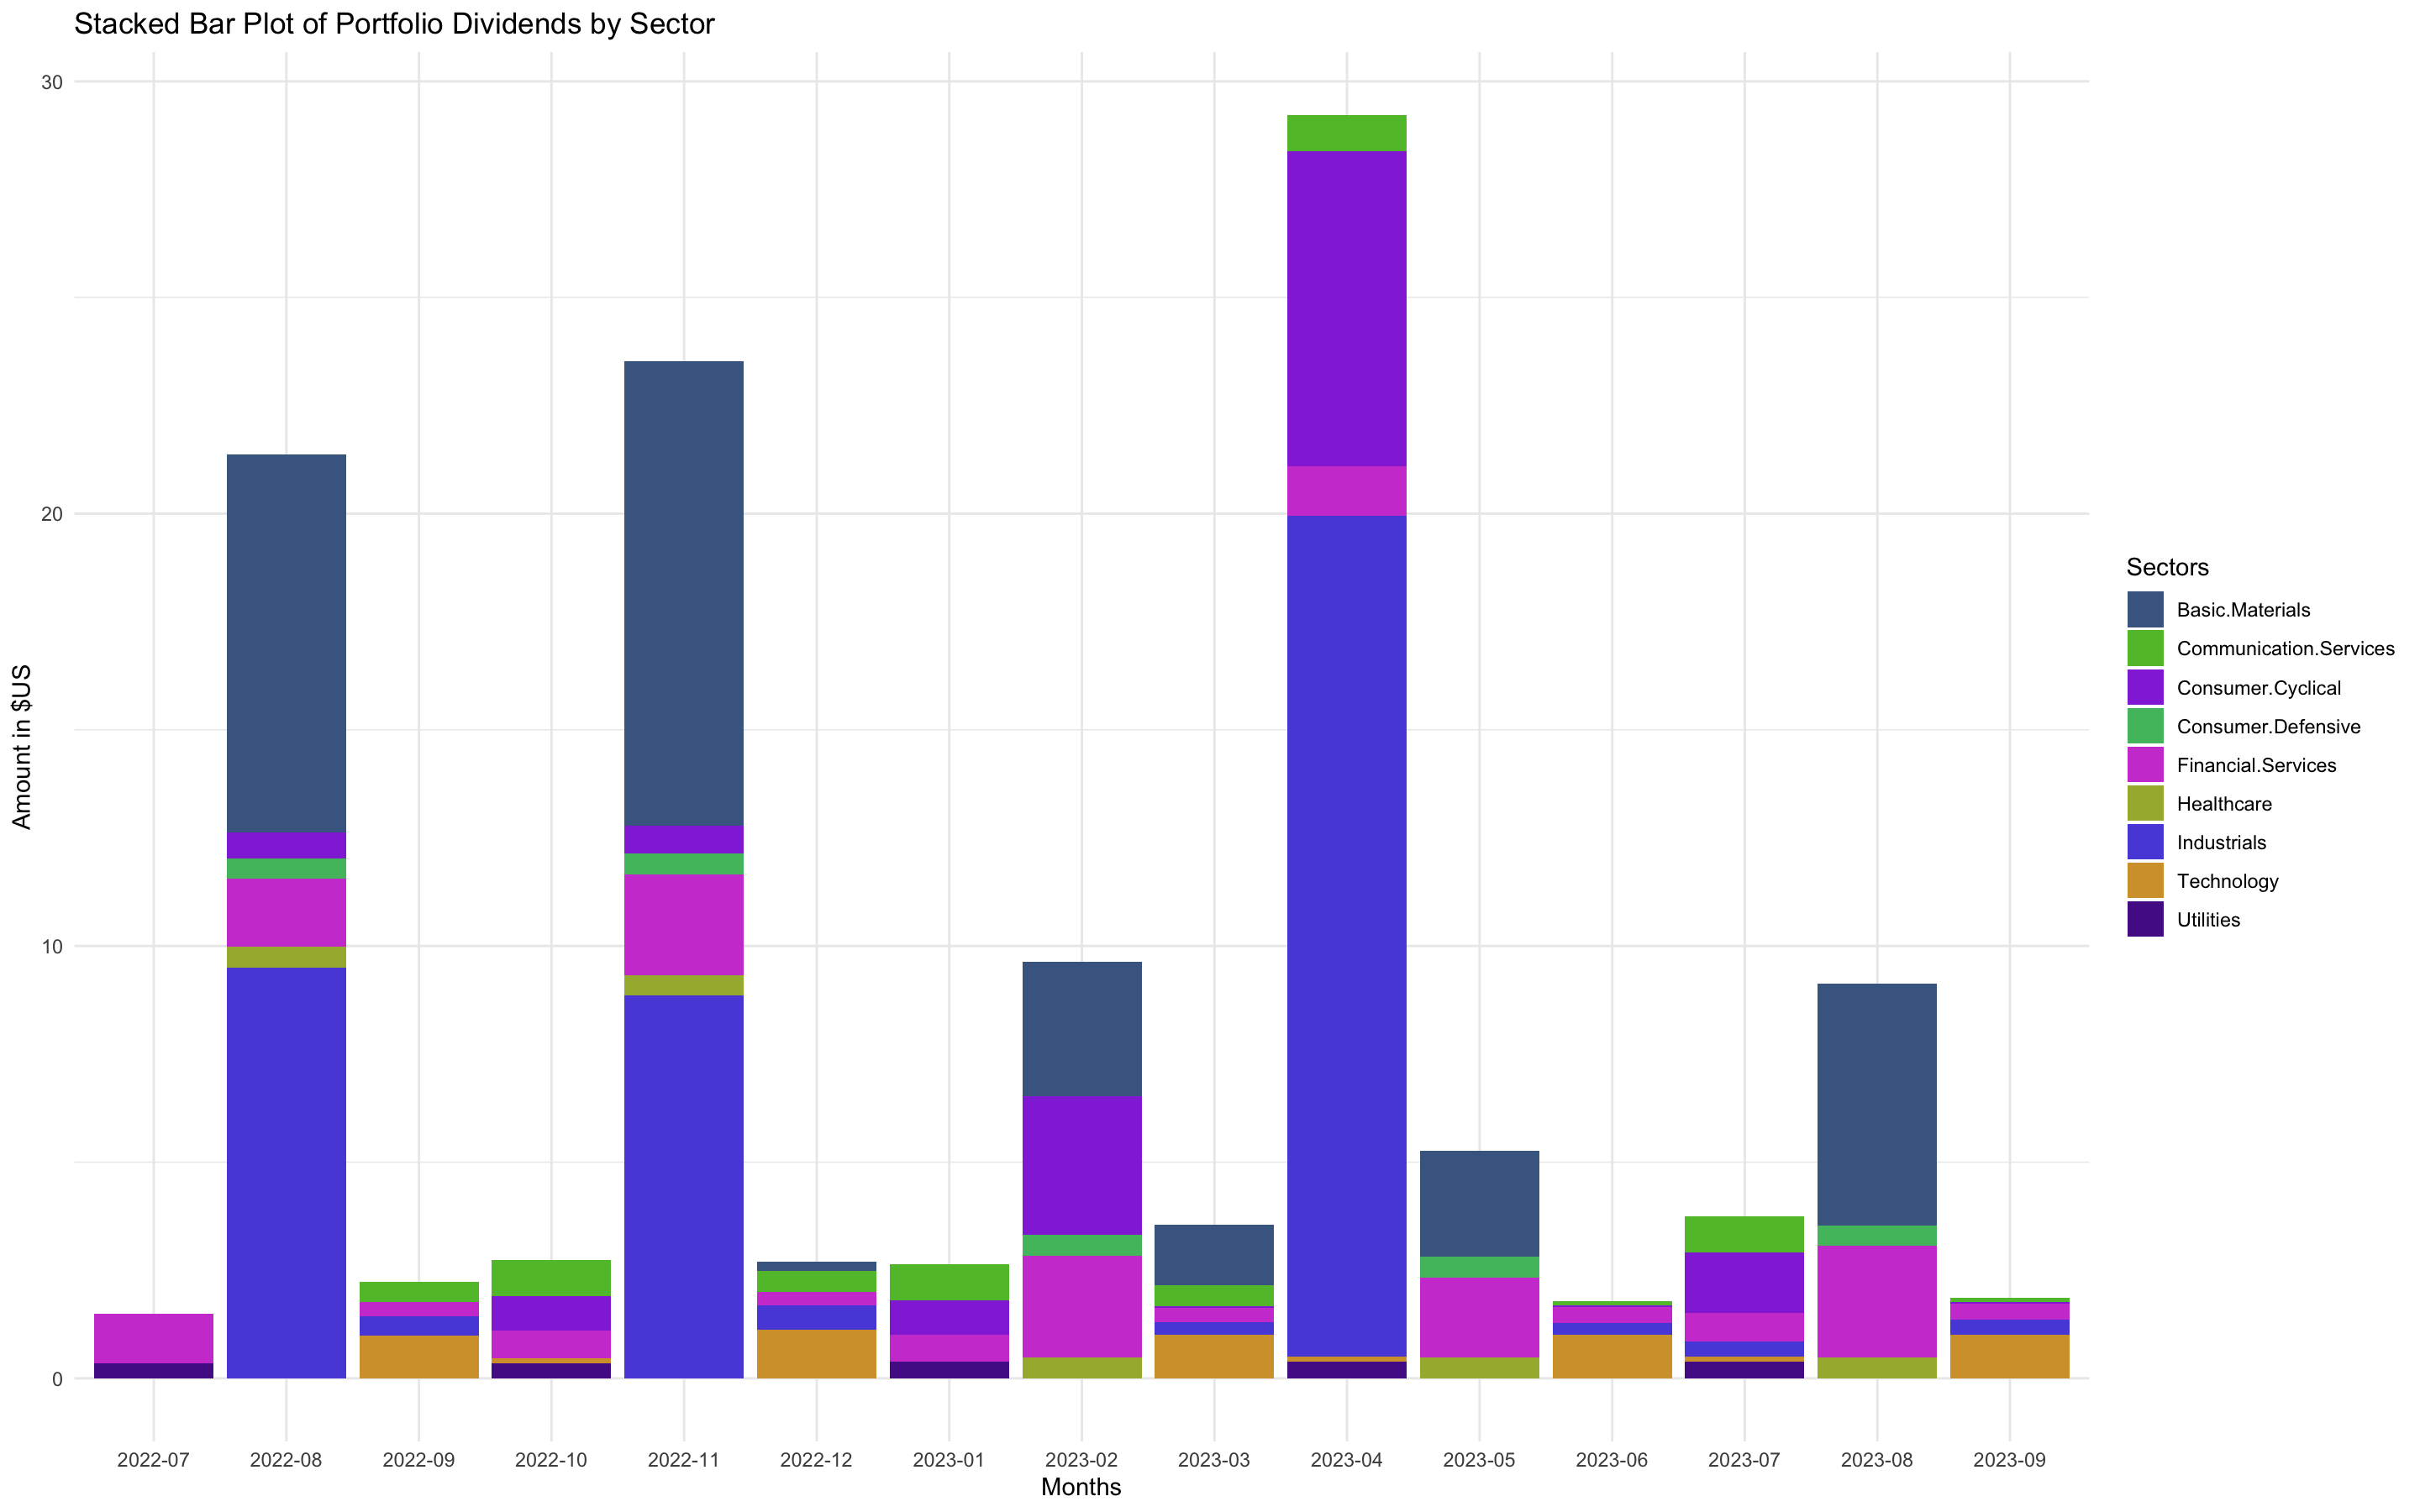 Stacked Bar Plot of Portfolio Dividends by Sector
30
20
10
0
Amount in $US
2022-07
2022-08
2022-09
2022-10
2022-11
2022-12
2023-01
2023-02
2023-03
2023-04
2023-05
2023-06
2023-07
2023-08
2023-09
Months
Sectors
Basic.Materials
Communication.Services
Consumer.Cyclical
Consumer.Defensive
Financial.Services
Healthcare
Industrials
Technology
Utilities